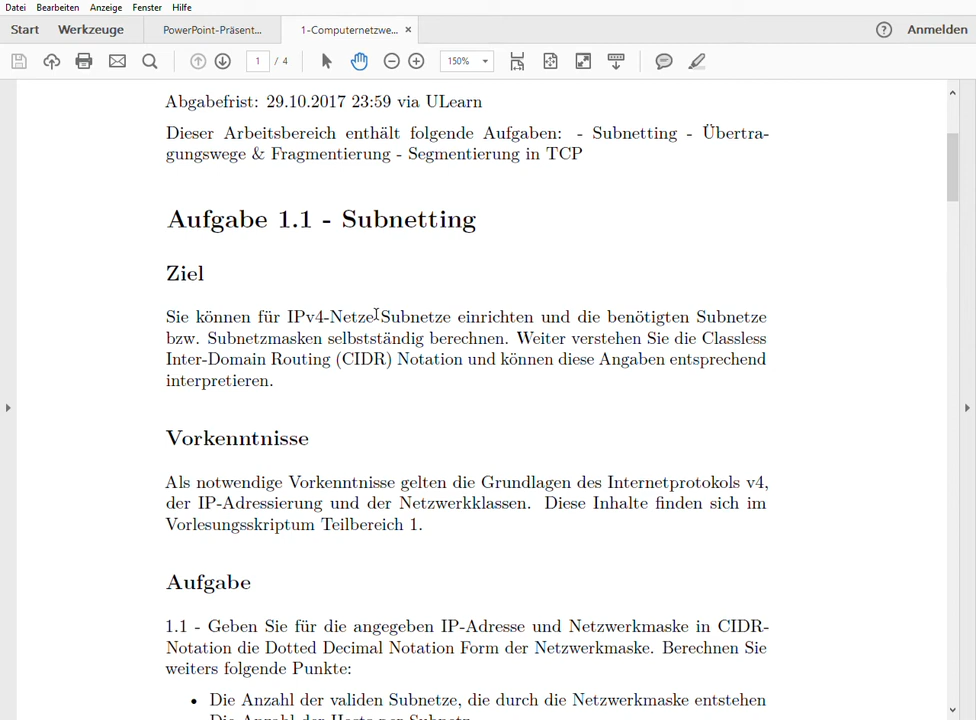 Datei Bearbeiten Anzeige Fenster Hilfe
Start Werkzeuge PowerPoint-Präsent... 1-Computernetzwe... × ? Anmelden
1 / 4 150%
Abgabefrist: 29.10.2017 23:59 via ULearn
Dieser Arbeitsbereich enthält folgende Aufgaben: - Subnetting - Übertra-
gungswege & Fragmentierung - Segmentierung in TCP
Aufgabe 1.1 - Subnetting
Ziel
Sie können für IPv4-Netze Subnetze einrichten und die benötigten Subnetze
bzw. Subnetzmasken selbstständig berechnen. Weiter verstehen Sie die Classless
Inter-Domain Routing (CIDR) Notation und können diese Angaben entsprechend
interpretieren.
Vorkenntnisse
Als notwendige Vorkenntnisse gelten die Grundlagen des Internetprotokols v4,
der IP-Adressierung und der Netzwerkklassen. Diese Inhalte finden sich im
Vorlesungsskriptum Teilbereich 1.
Aufgabe
1.1 - Geben Sie für die angegeben IP-Adresse und Netzwerkmaske in CIDR-
Notation die Dotted Decimal Notation Form der Netzwerkmaske. Berechnen Sie
weiters folgende Punkte:
• Die Anzahl der validen Subnetze, die durch die Netzwerkmaske entstehen
Die Anzahl der Hosts per Subnetz